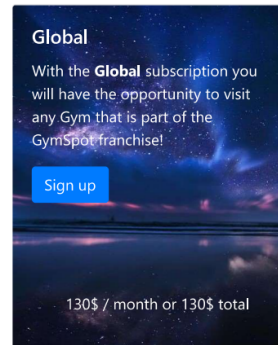 Global
With the Global subscription you
will have the opportunity to visit
any Gym that is part of the
GymSpot franchise!
Sign up
130$ / month or 130$ total